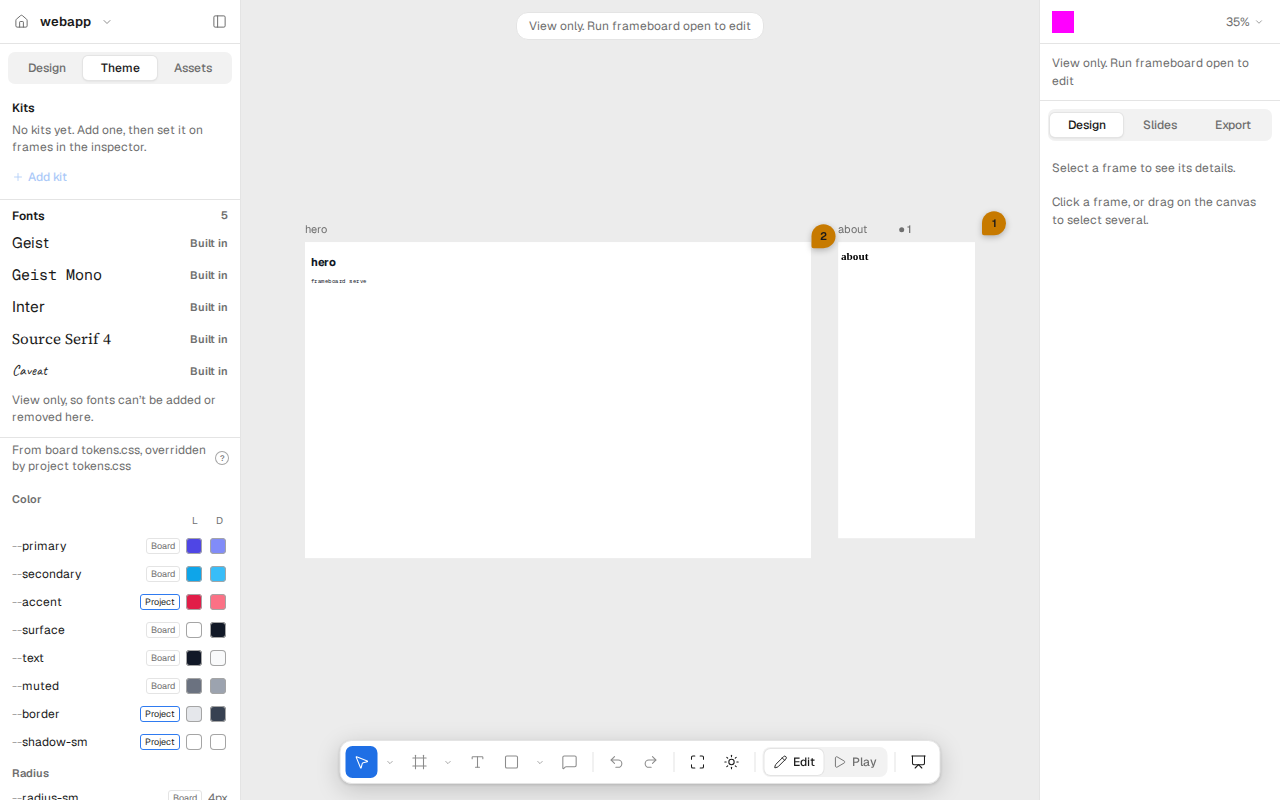 webapp
View only. Run frameboard open to edit
35%
Design
Theme
Assets
View only. Run frameboard open to
edit
Kits
No kits yet. Add one, then set it on
frames in the inspector.
+ Add kit
Design
Slides
Export
Select a frame to see its details.
Click a frame, or drag on the canvas
to select several.
Fonts
5
Geist
Built in
Geist Mono
Built in
Inter
Built in
Source Serif 4
Built in
Caveat
Built in
View only, so fonts can't be added or
removed here.
From board tokens.css, overridden
by project tokens.css
?
Color
L D
--primary Board
--secondary Board
--accent Project
--surface Board
--text Board
--muted Board
--border Project
--shadow-sm Project
Radius
--radius-sm Board 4px
hero
2
about
1
1
hero
frameboard serve
about
Edit
Play